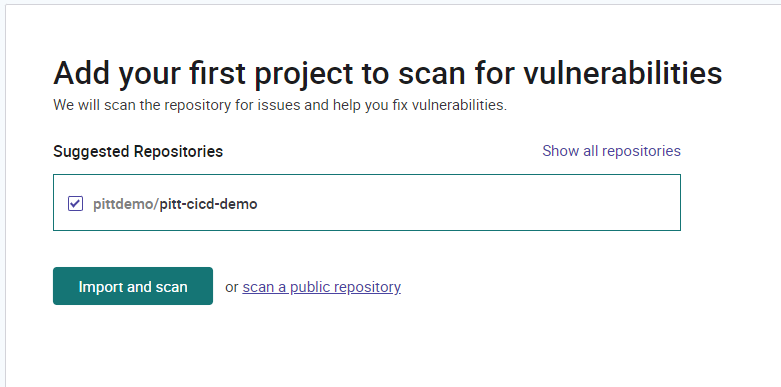 Add your first project to scan for vulnerabilities
We will scan the repository for issues and help you fix vulnerabilities.
Suggested Repositories Show all repositories
pittdemo/pitt-cicd-demo
Import and scan or scan a public repository